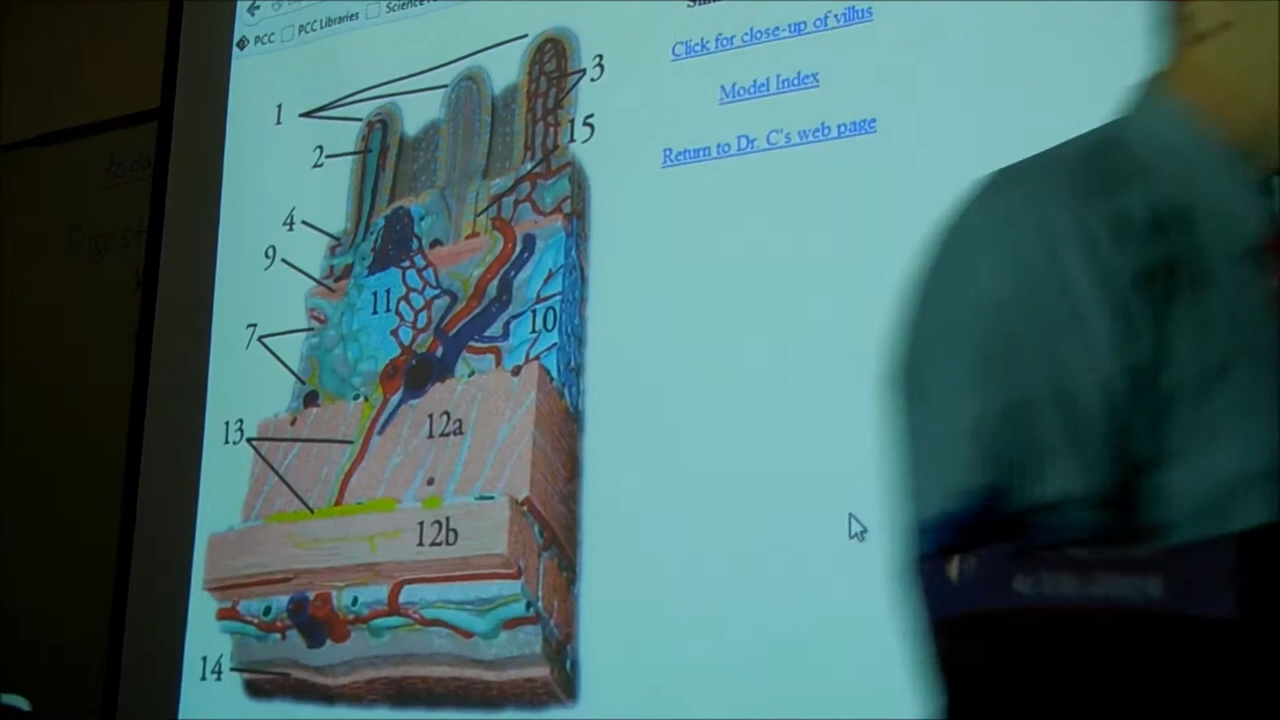 PCC PCC Libraries
Click for close-up of villus
Model Index
Return to Dr. C's web page
1
3
15
2
4
9
11
10
7
13
12a
12b
14